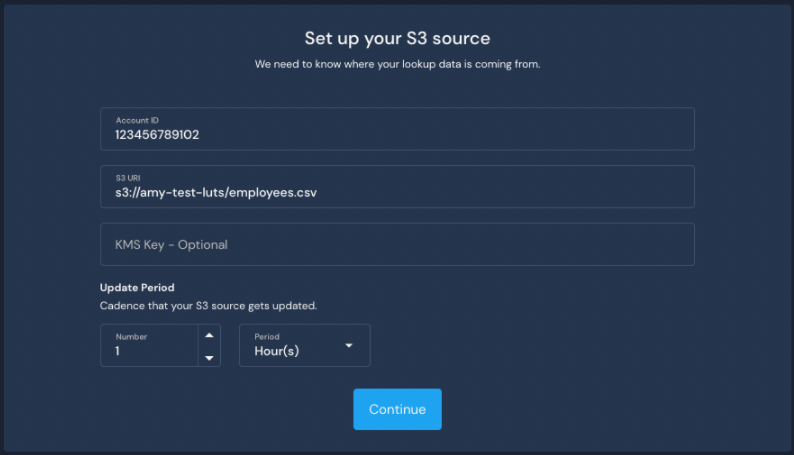 Set up your S3 source
We need to know where your lookup data is coming from.
Account ID
123456789102
S3 URI
s3://amy-test-luts/employees.csv
KMS Key - Optional
Update Period
Cadence that your S3 source gets updated.
Number
1
Period
Hour(s)
Continue